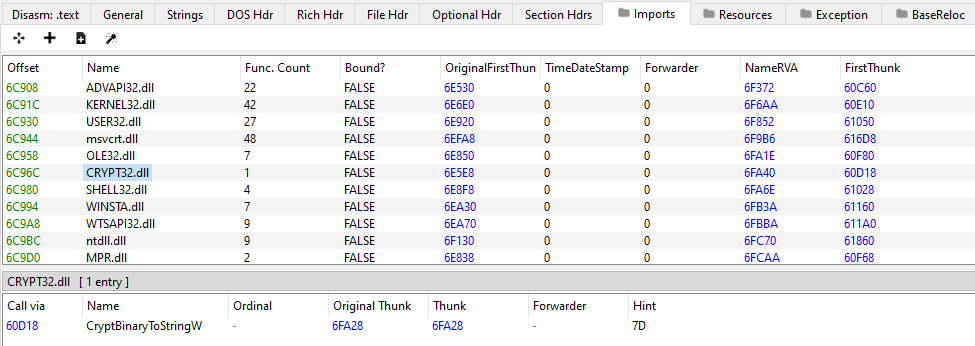 Disasm: .text General Strings DOS Hdr Rich Hdr File Hdr Optional Hdr Section Hdrs Imports Resources Exception BaseReloc
Offset Name Func. Count Bound? OriginalFirstThun TimeDateStamp Forwarder NameRVA FirstThunk
6C908 ADVAPI32.dll 22 FALSE 6E530 0 0 6F372 60C60
6C91C KERNEL32.dll 42 FALSE 6E6E0 0 0 6F6AA 60E10
6C930 USER32.dll 27 FALSE 6E920 0 0 6F852 61050
6C944 msvcrt.dll 48 FALSE 6EFA8 0 0 6F9B6 616D8
6C958 OLE32.dll 7 FALSE 6E850 0 0 6FA1E 60F80
6C96C CRYPT32.dll 1 FALSE 6E5E8 0 0 6FA40 60D18
6C980 SHELL32.dll 4 FALSE 6E8F8 0 0 6FA6E 61028
6C994 WINSTA.dll 7 FALSE 6EA30 0 0 6FB3A 61160
6C9A8 WTSAPI32.dll 9 FALSE 6EA70 0 0 6FBBA 611A0
6C9BC ntdll.dll 9 FALSE 6F130 0 0 6FC70 61860
6C9D0 MPR.dll 2 FALSE 6E838 0 0 6FCAA 60F68
CRYPT32.dll [ 1 entry ]
Call via Name Ordinal Original Thunk Thunk Forwarder Hint
60D18 CryptBinaryToStringW - 6FA28 6FA28 - 7D